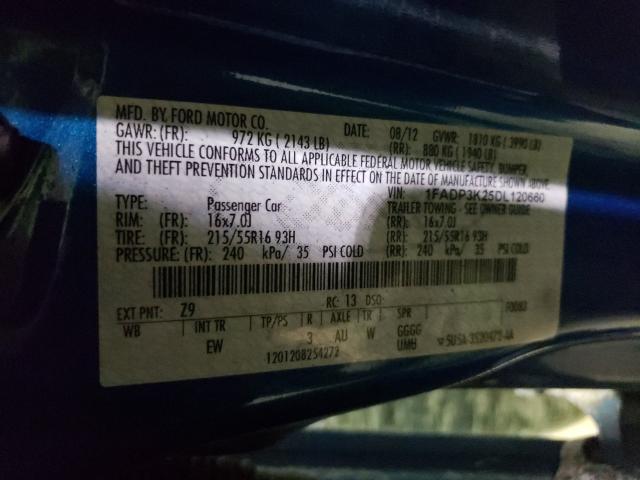 MFD. BY FORD MOTOR CO.
DATE: 08/12 GVWR: 1810 KG ( 3990 LB)
GAWR: (FR): 972 KG ( 2143 LB) (RR): 880 KG ( 1940 LB)
THIS VEHICLE CONFORMS TO ALL APPLICABLE FEDERAL MOTOR VEHICLE SAFETY, BUMPER,
AND THEFT PREVENTION STANDARDS IN EFFECT ON THE DATE OF MANUFACTURE SHOWN ABOVE
VIN: 1FADP3K25DL120660
TYPE: Passenger Car TRAILER TOWING - SEE OWNER GUIDE
RIM: (FR): 16x7.0J (RR): 16x7.0J
TIRE: (FR): 215/55R16 93H (RR): 215/55R16 93H
PRESSURE: (FR): 240 kPa/ 35 PSI COLD (RR): 240 kPa/ 35 PSI COLD
EXT PNT: Z9 RC: 13 DSO: F0083
WB INT TR TP/PS R AXLE TR SPR
EW 3 AU W GGGG
UMU
1201208254272